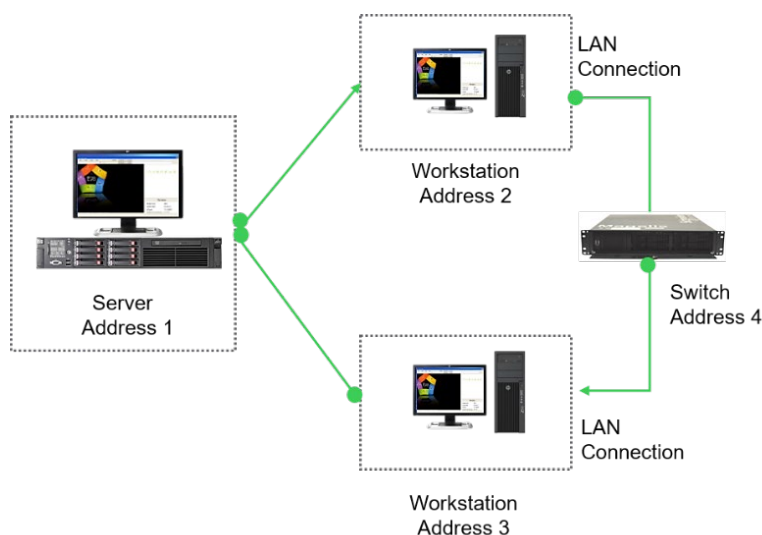 LAN
Connection
Workstation
Address 2
Server
Address 1
Switch
Address 4
LAN
Connection
Workstation
Address 3